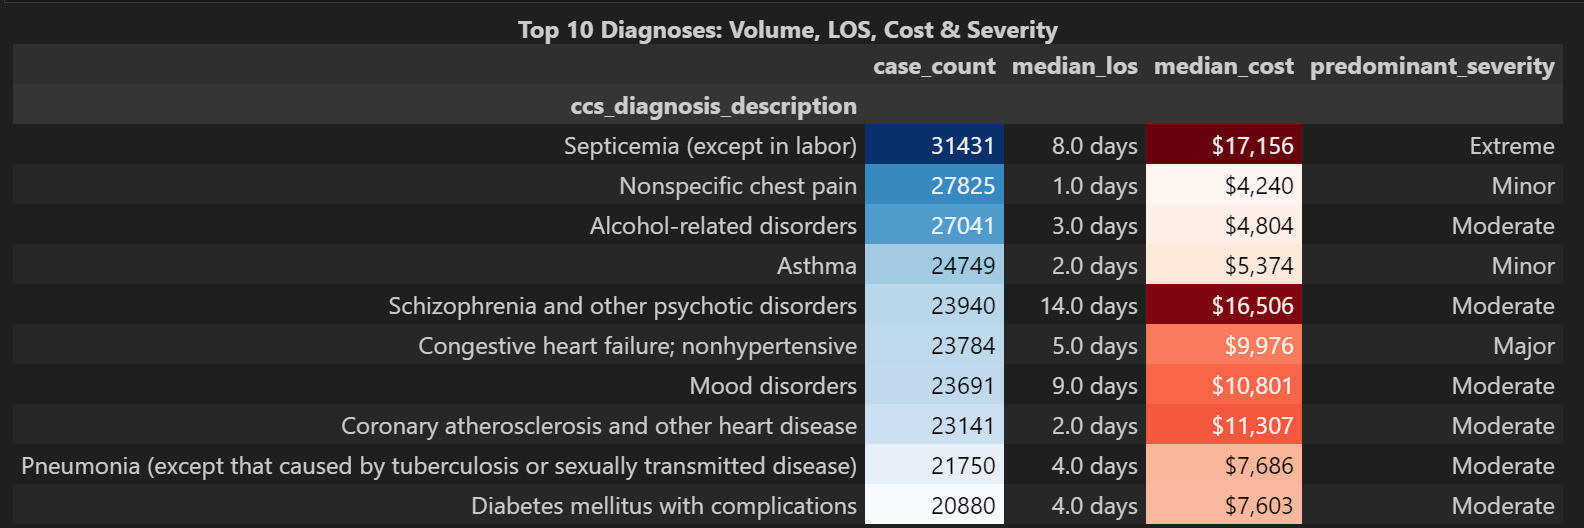 Top 10 Diagnoses: Volume, LOS, Cost & Severity
case_count median_los median_cost predominant_severity
ccs_diagnosis_description
Septicemia (except in labor) 31431 8.0 days $17,156 Extreme
Nonspecific chest pain 27825 1.0 days $4,240 Minor
Alcohol-related disorders 27041 3.0 days $4,804 Moderate
Asthma 24749 2.0 days $5,374 Minor
Schizophrenia and other psychotic disorders 23940 14.0 days $16,506 Moderate
Congestive heart failure; nonhypertensive 23784 5.0 days $9,976 Major
Mood disorders 23691 9.0 days $10,801 Moderate
Coronary atherosclerosis and other heart disease 23141 2.0 days $11,307 Moderate
Pneumonia (except that caused by tuberculosis or sexually transmitted disease) 21750 4.0 days $7,686 Moderate
Diabetes mellitus with complications 20880 4.0 days $7,603 Moderate